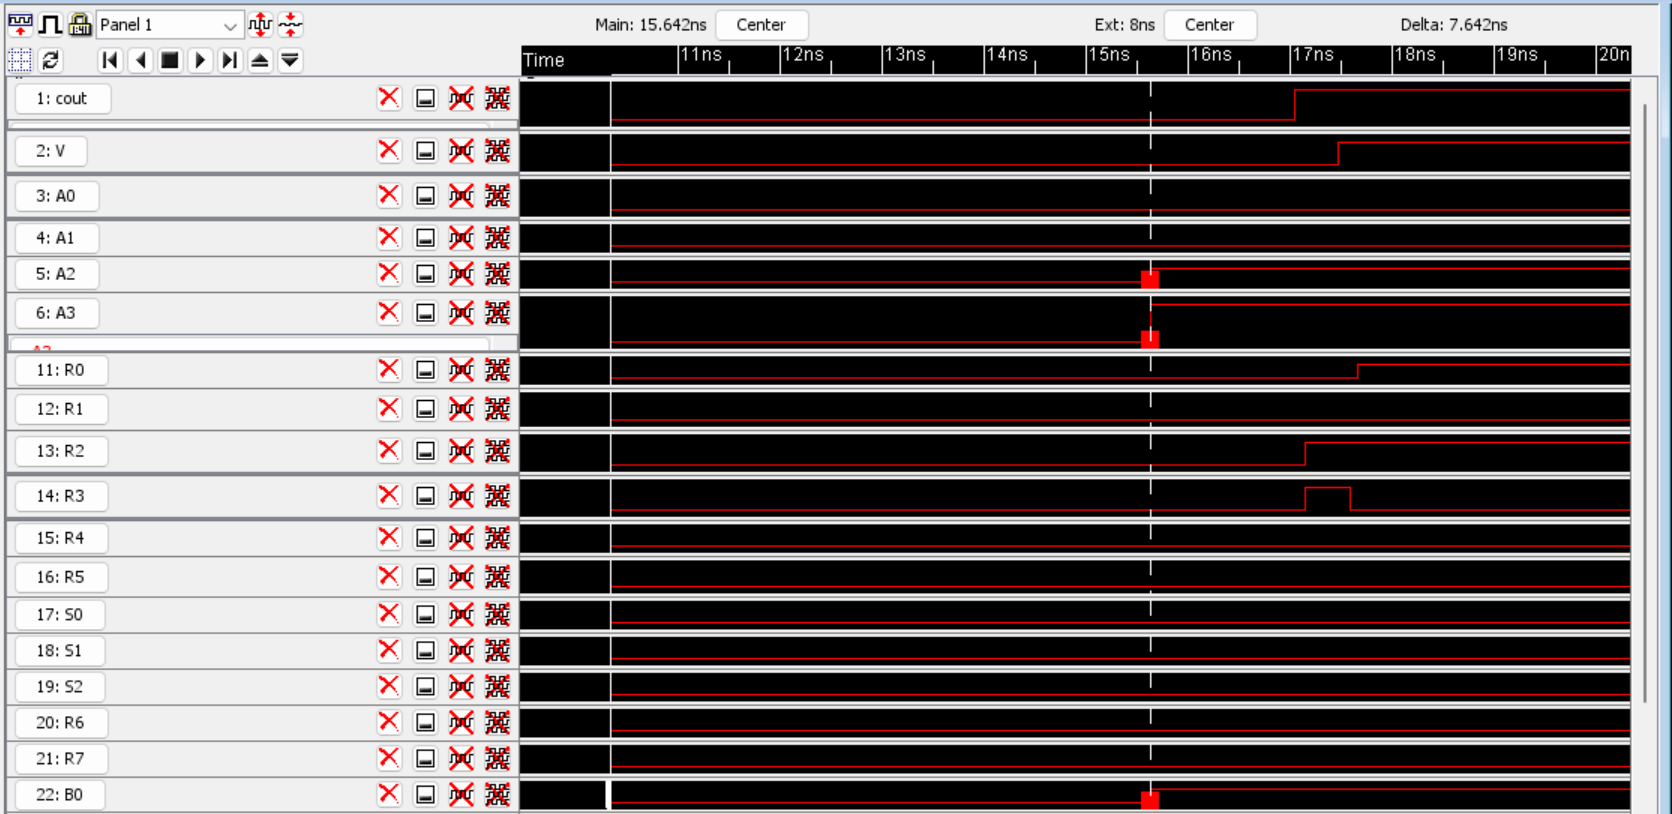 Panel 1 Main: 15.642ns Center Ext: 8ns Center Delta: 7.642ns
Time 11ns 12ns 13ns 14ns 15ns 16ns 17ns 18ns 19ns 20n
1: cout
2: V
3: A0
4: A1
5: A2
6: A3
11: R0
12: R1
13: R2
14: R3
15: R4
16: R5
17: S0
18: S1
19: S2
20: R6
21: R7
22: B0